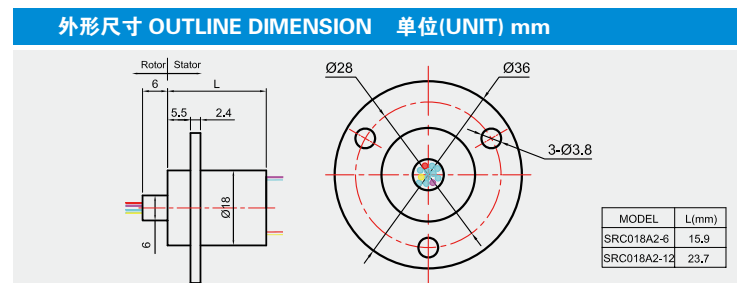 外形尺寸 OUTLINE DIMENSION 单位(UNIT) mm
Rotor Stator
6 L
5.5 2.4
Ø18
6
Ø28 Ø36
3-Ø3.8
MODEL L(mm)
SRC018A2-6 15.9
SRC018A2-12 23.7